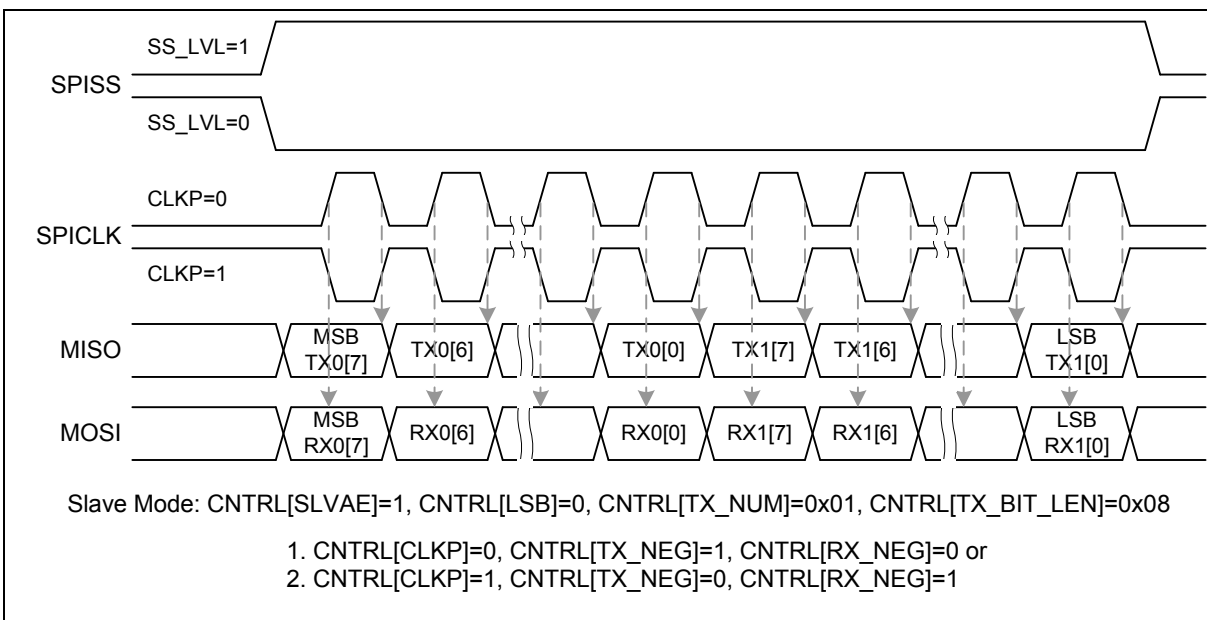 SS_LVL=1
SPISS
SS_LVL=0
CLKP=0
SPICLK
CLKP=1
MISO
MSB
TX0[7]
TX0[6]
TX0[0]
TX1[7]
TX1[6]
LSB
TX1[0]
MOSI
MSB
RX0[7]
RX0[6]
RX0[0]
RX1[7]
RX1[6]
LSB
RX1[0]
Slave Mode: CNTRL[SLVAE]=1, CNTRL[LSB]=0, CNTRL[TX_NUM]=0x01, CNTRL[TX_BIT_LEN]=0x08
1. CNTRL[CLKP]=0, CNTRL[TX_NEG]=1, CNTRL[RX_NEG]=0 or
2. CNTRL[CLKP]=1, CNTRL[TX_NEG]=0, CNTRL[RX_NEG]=1